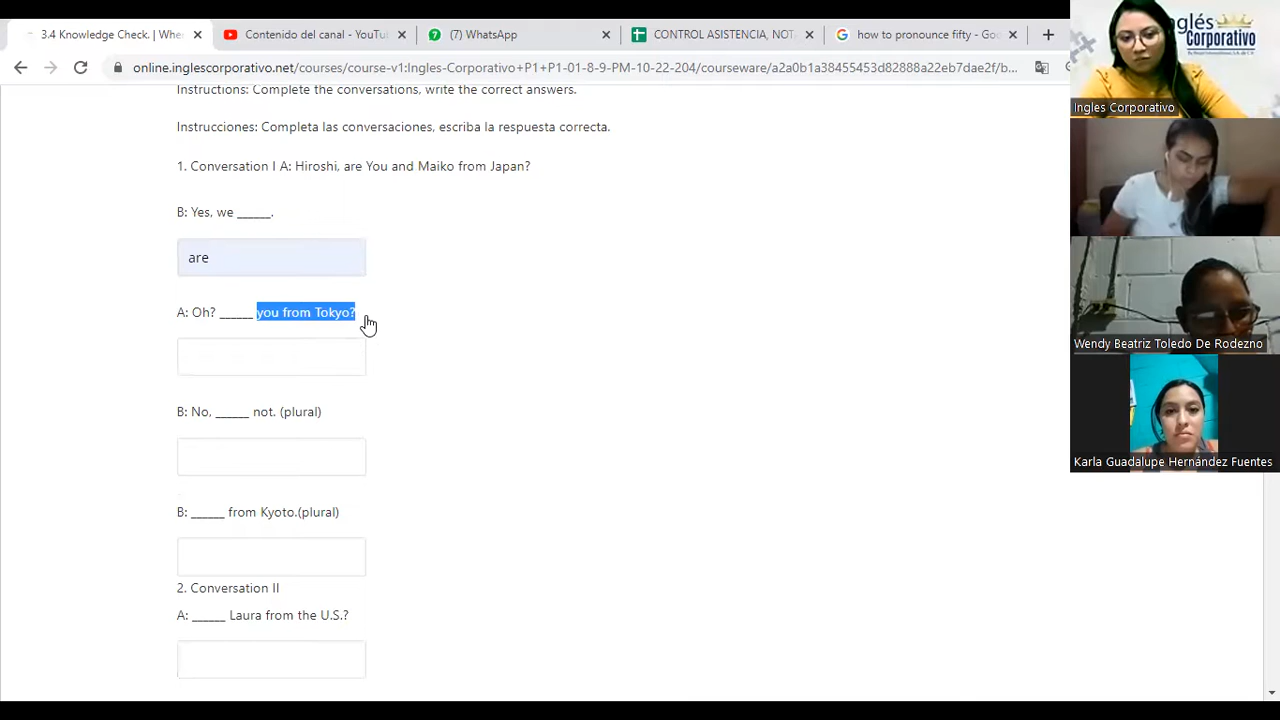 3.4 Knowledge Check. | Whe
Contenido del canal - YouTu
(7) WhatsApp
CONTROL ASISTENCIA, NOT
how to pronounce fifty - Goo
online.inglescorporativo.net/courses/course-v1:Ingles-Corporativo+P1+P1-01-8-9-PM-10-22-204/courseware/a2a0b1a38455453d82888a22eb7dae2f/b...
Instructions: Complete the conversations, write the correct answers.
Instrucciones: Completa las conversaciones, escriba la respuesta correcta.
1. Conversation I A: Hiroshi, are You and Maiko from Japan?
B: Yes, we ______.
are
A: Oh? ______ you from Tokyo?
B: No, ______ not. (plural)
B: ______ from Kyoto.(plural)
2. Conversation II
A: ______ Laura from the U.S.?
Inglés
CORPORATIVO
Ingles Corporativo
Wendy Beatriz Toledo De Rodezno
Karla Guadalupe Hernández Fuentes